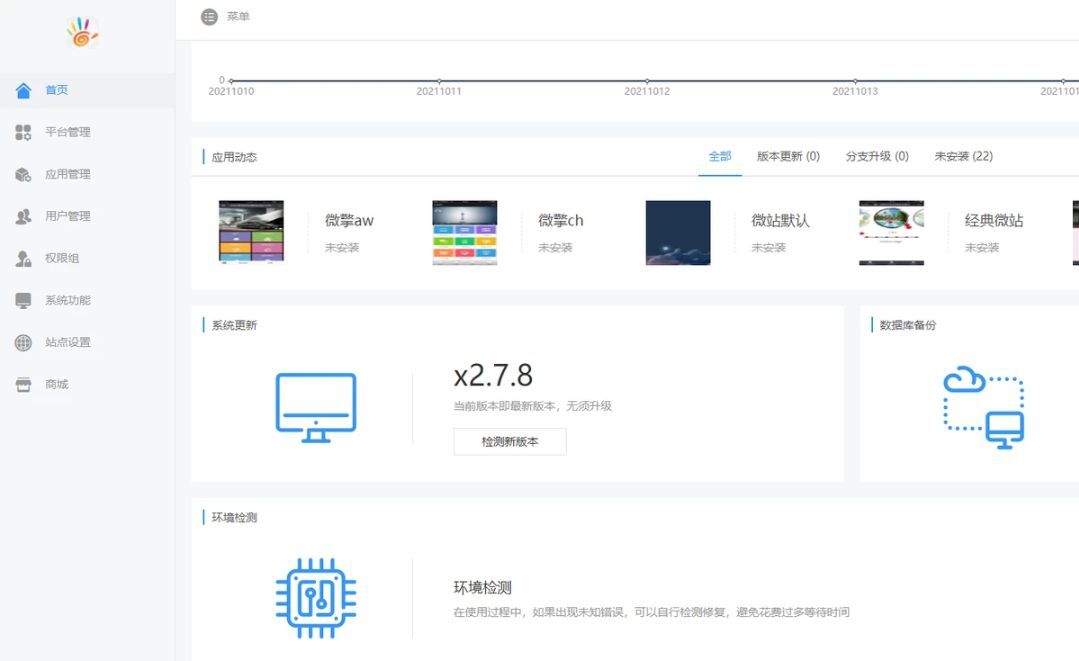 菜单
首页
平台管理
应用管理
用户管理
权限组
系统功能
站点设置
商城
0
20211010 20211011 20211012 20211013 2021101
应用动态 全部 版本更新 (0) 分支升级 (0) 未安装 (22)
微擎aw 微擎ch 微站默认 经典微站
未安装 未安装 未安装 未安装
系统更新
x2.7.8
当前版本即最新版本，无须升级
检测新版本
数据库备份
环境检测
环境检测
在使用过程中，如果出现未知错误，可以自行检测修复，避免花费过多等待时间